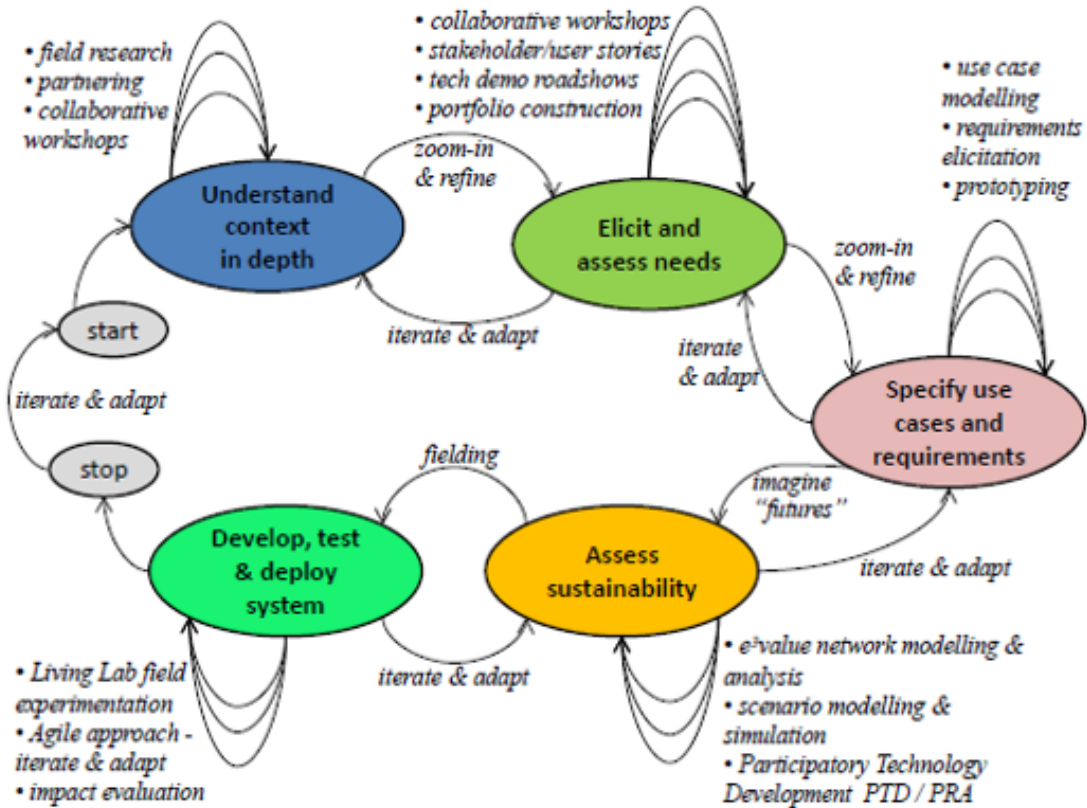 • field research
• partnering
• collaborative
workshops
• collaborative workshops
• stakeholder/user stories
• tech demo roadshows
• portfolio construction
• use case
modelling
• requirements
elicitation
• prototyping
Understand
context
in depth
zoom-in
& refine
Elicit and
assess needs
zoom-in
& refine
iterate & adapt
start
iterate & adapt
stop
iterate
& adapt
Specify use
cases and
requirements
fielding
imagine
“futures”
Develop, test
& deploy
system
Assess
sustainability
iterate & adapt
iterate & adapt
• Living Lab field
experimentation
• Agile approach -
iterate & adapt
• impact evaluation
• e³value network modelling &
analysis
• scenario modelling &
simulation
• Participatory Technology
Development PTD / PRA